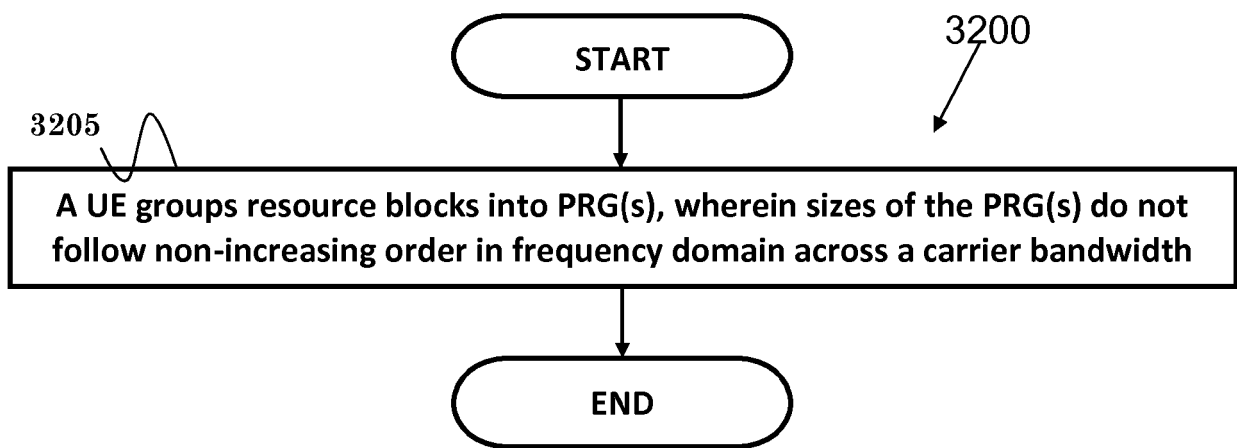 START
3200
3205
A UE groups resource blocks into PRG(s), wherein sizes of the PRG(s) do not
follow non-increasing order in frequency domain across a carrier bandwidth
END